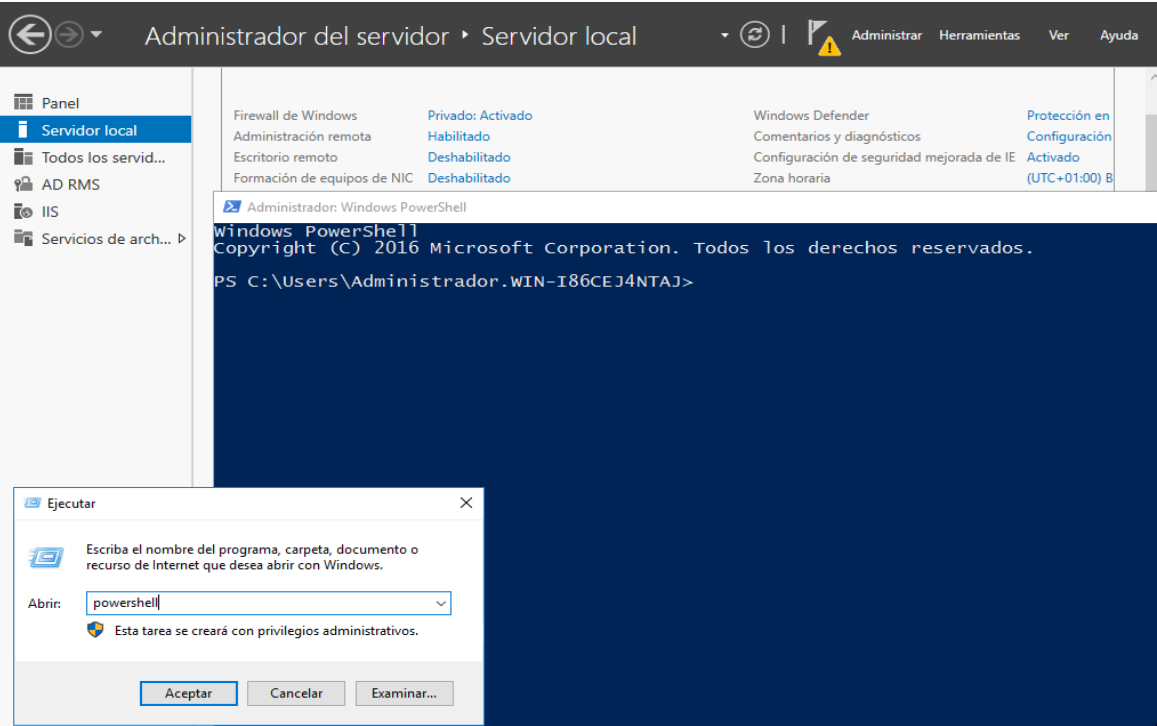 Administrador del servidor ‣ Servidor local
Administrar Herramientas Ver Ayuda
Panel
Servidor local
Todos los servid...
AD RMS
IIS
Servicios de arch...
Firewall de Windows Privado: Activado Windows Defender Protección en
Administración remota Habilitado Comentarios y diagnósticos Configuración
Escritorio remoto Deshabilitado Configuración de seguridad mejorada de IE Activado
Formación de equipos de NIC Deshabilitado Zona horaria (UTC+01:00) B
Administrador: Windows PowerShell
Windows PowerShell
Copyright (C) 2016 Microsoft Corporation. Todos los derechos reservados.
PS C:\Users\Administrador.WIN-I86CEJ4NTAJ>
Ejecutar
Escriba el nombre del programa, carpeta, documento o
recurso de Internet que desea abrir con Windows.
Abrir: powershell
Esta tarea se creará con privilegios administrativos.
Aceptar Cancelar Examinar...